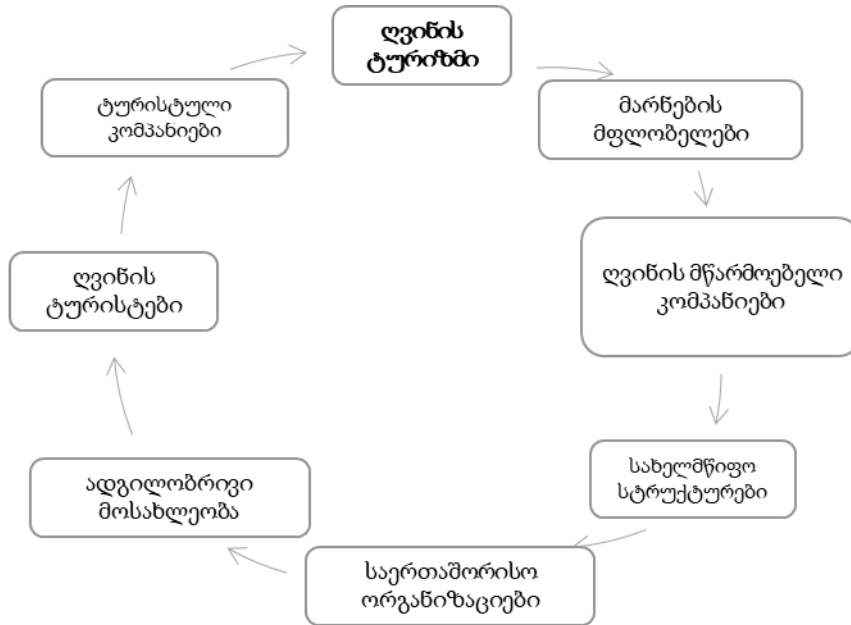 ღვინის
ტურიზმი
მარნების
მფლობელები
ღვინის მწარმოებელი
კომპანიები
სახელმწიფო
სტრუქტურები
საერთაშორისო
ორგანიზაციები
ადგილობრივი
მოსახლეობა
ღვინის
ტურისტები
ტურისტული
კომპანიები